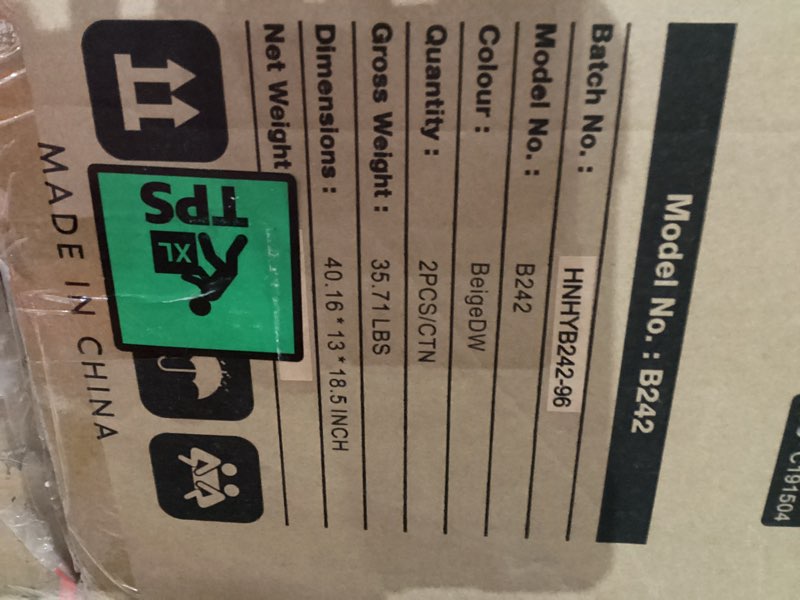 C191504
Model No. : B242
Batch No. : HNHYB242-96
Model No. : B242
Colour : BeigeDW
Quantity : 2PCS/CTN
Gross Weight : 35.71 LBS
Dimensions : 40.16 * 13 * 18.5 INCH
Net Weight
TPS
XL
MADE IN CHINA